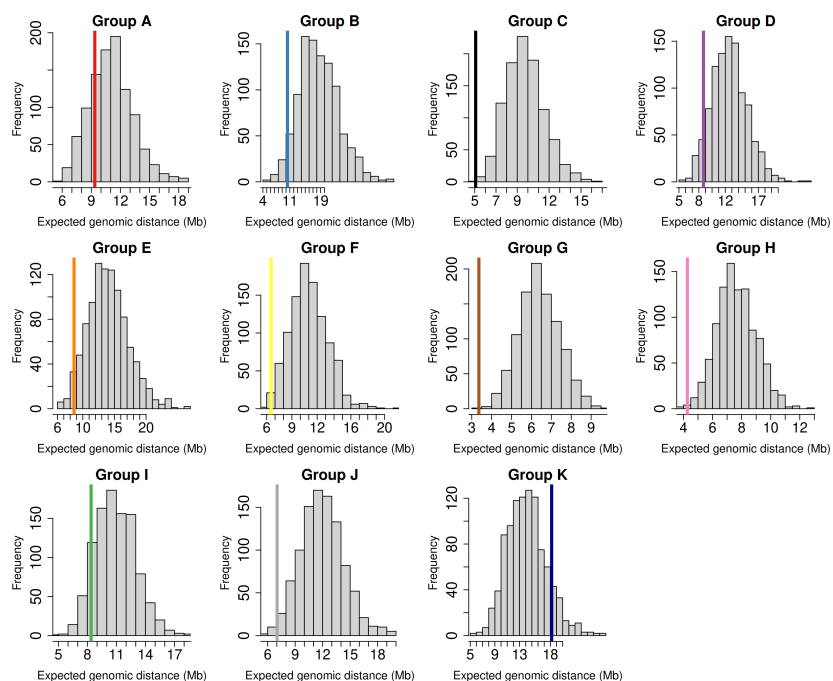 Group A
Frequency
0 50 100 150 200
6 9 12 15 18
Expected genomic distance (Mb)
Group B
Frequency
0 50 100 150
4 11 19
Expected genomic distance (Mb)
Group C
Frequency
0 50 150
5 7 9 12 15
Expected genomic distance (Mb)
Group D
Frequency
0 50 100 150
5 8 12 17
Expected genomic distance (Mb)
Group E
Frequency
0 40 80 120
6 10 15 20
Expected genomic distance (Mb)
Group F
Frequency
0 50 100 150
6 9 12 16 20
Expected genomic distance (Mb)
Group G
Frequency
0 50 100 200
3 4 5 6 7 8 9
Expected genomic distance (Mb)
Group H
Frequency
0 50 100 150
4 6 8 10 12
Expected genomic distance (Mb)
Group I
Frequency
0 50 100 150
5 8 11 14 17
Expected genomic distance (Mb)
Group J
Frequency
0 50 100 150
6 9 12 15 18
Expected genomic distance (Mb)
Group K
Frequency
0 40 80 120
5 9 13 18
Expected genomic distance (Mb)